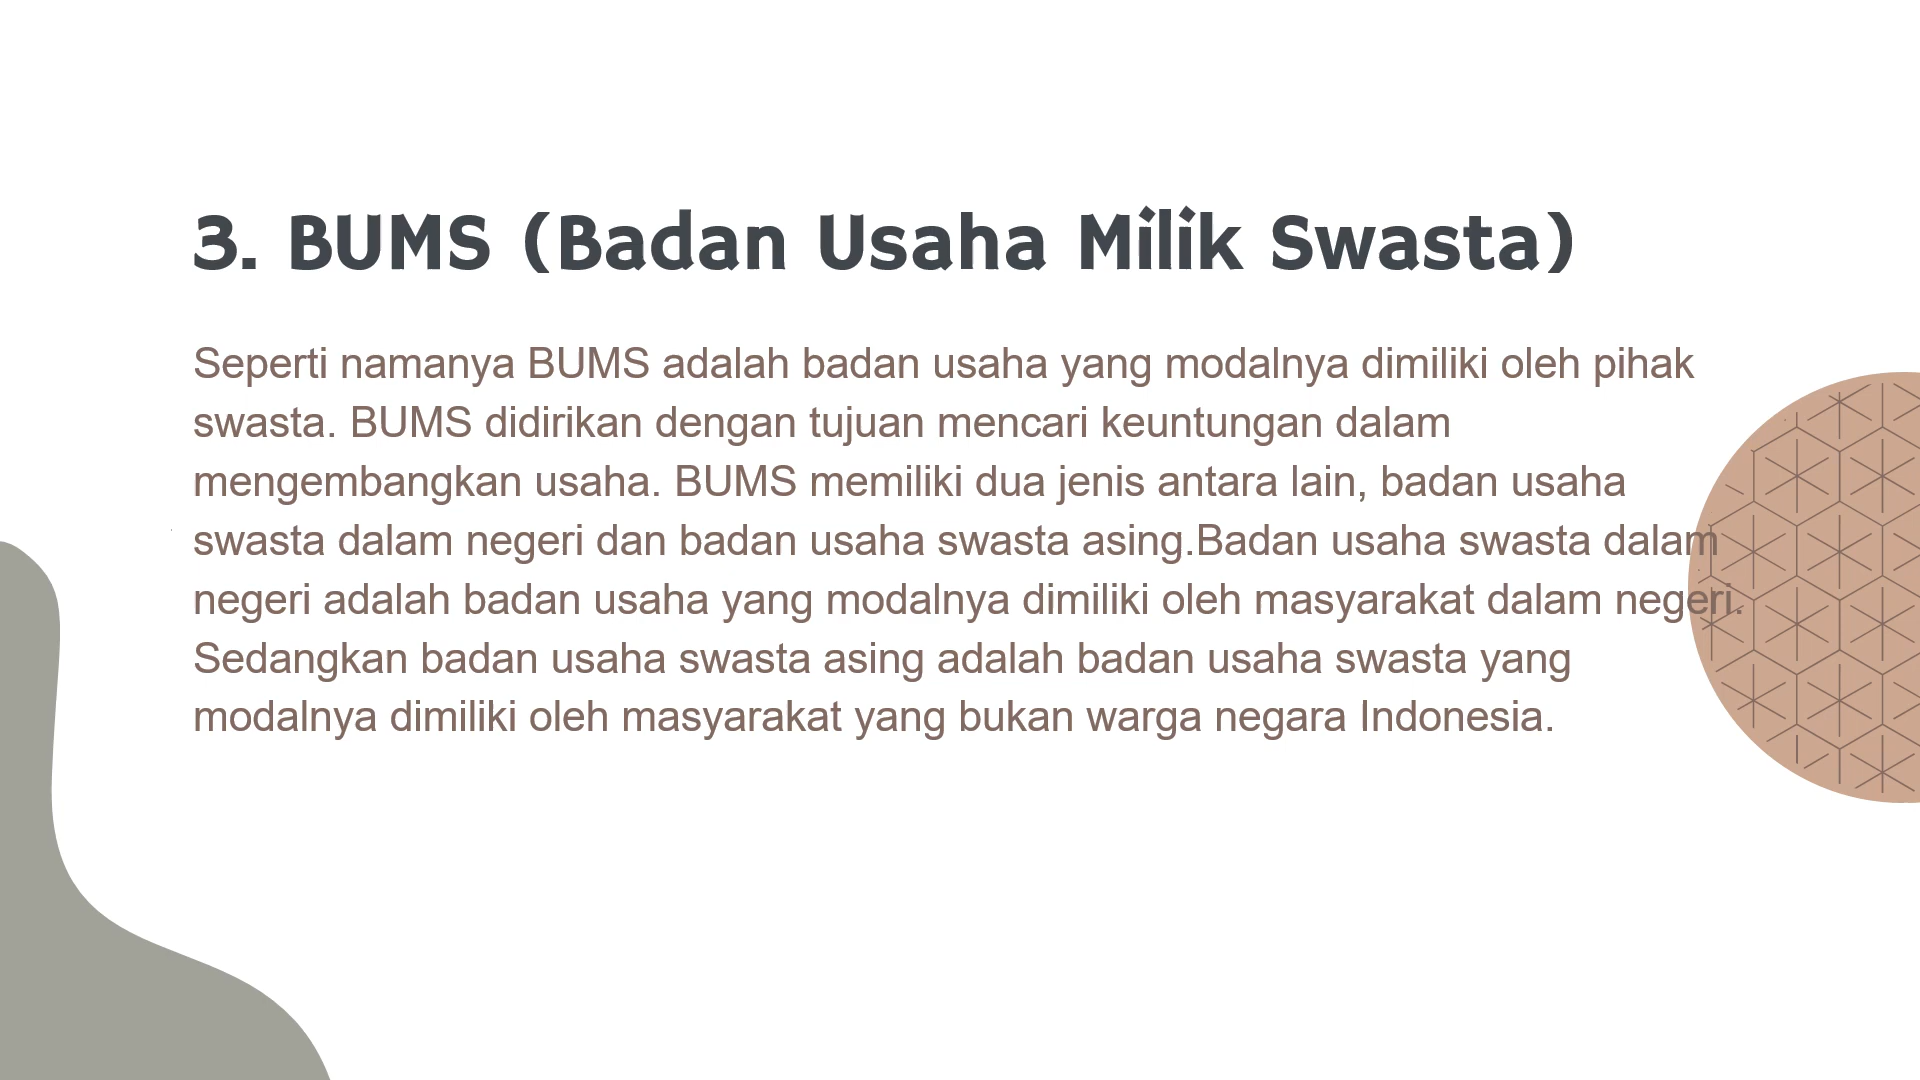 3. BUMS (Badan Usaha Milik Swasta)
Seperti namanya BUMS adalah badan usaha yang modalnya dimiliki oleh pihak
swasta. BUMS didirikan dengan tujuan mencari keuntungan dalam
mengembangkan usaha. BUMS memiliki dua jenis antara lain, badan usaha
swasta dalam negeri dan badan usaha swasta asing.Badan usaha swasta dalam
negeri adalah badan usaha yang modalnya dimiliki oleh masyarakat dalam negeri.
Sedangkan badan usaha swasta asing adalah badan usaha swasta yang
modalnya dimiliki oleh masyarakat yang bukan warga negara Indonesia.